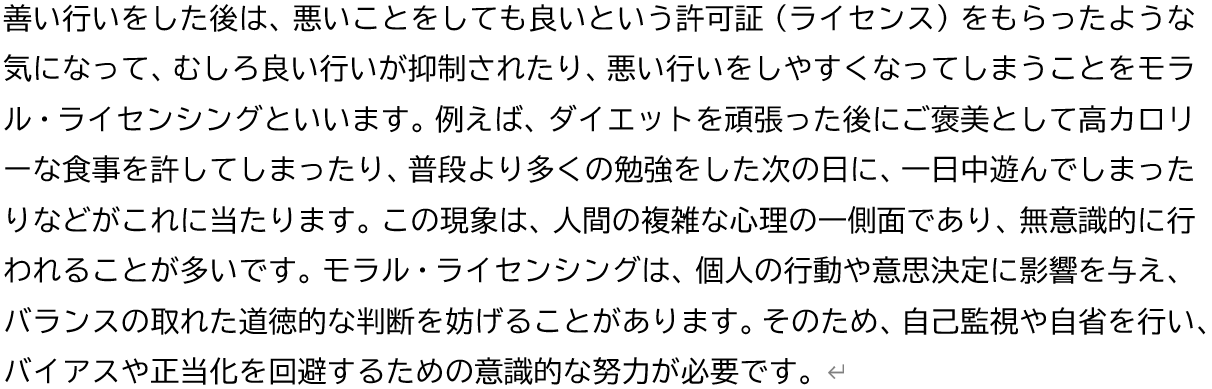 善い行いをした後は、悪いことをしても良いという許可証（ライセンス）をもらったような
気になって、むしろ良い行いが抑制されたり、悪い行いをしやすくなってしまうことをモラ
ル・ライセンシングといいます。例えば、ダイエットを頑張った後にご褒美として高カロリ
ーな食事を許してしまったり、普段より多くの勉強をした次の日に、一日中遊んでしまった
りなどがこれに当たります。この現象は、人間の複雑な心理の一側面であり、無意識的に行
われることが多いです。モラル・ライセンシングは、個人の行動や意思決定に影響を与え、
バランスの取れた道徳的な判断を妨げることがあります。そのため、自己監視や自省を行い、
バイアスや正当化を回避するための意識的な努力が必要です。↵